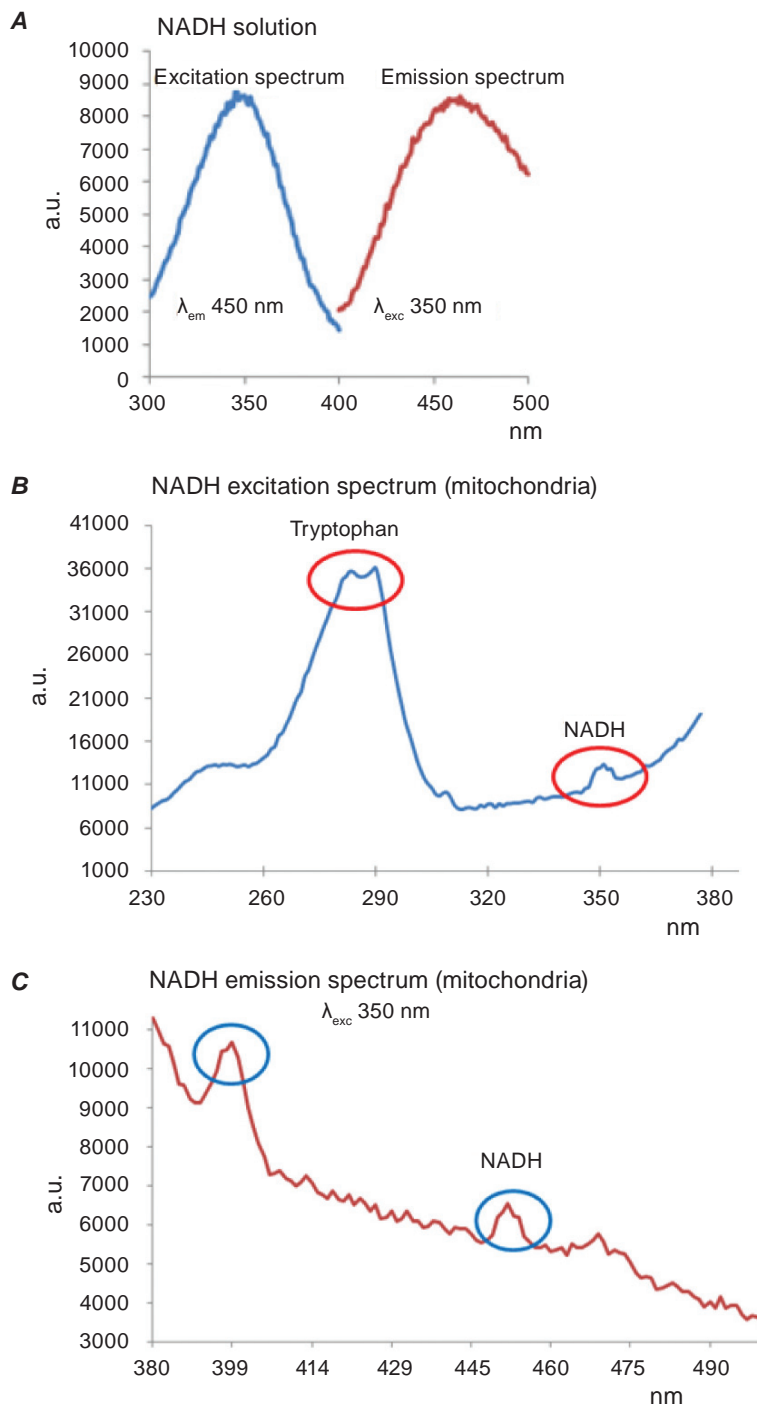 A
NADH solution
10000
9000
8000
7000
6000
5000
4000
3000
2000
1000
0
a.u.
Excitation spectrum
Emission spectrum
λem 450 nm
λexc 350 nm
300
350
400
450
500
nm
B
NADH excitation spectrum (mitochondria)
41000
36000
31000
26000
21000
16000
11000
6000
1000
a.u.
Tryptophan
NADH
230
260
290
320
350
380
nm
C
NADH emission spectrum (mitochondria)
λexc 350 nm
11000
10000
9000
8000
7000
6000
5000
4000
3000
a.u.
NADH
380
399
414
429
445
460
475
490
nm